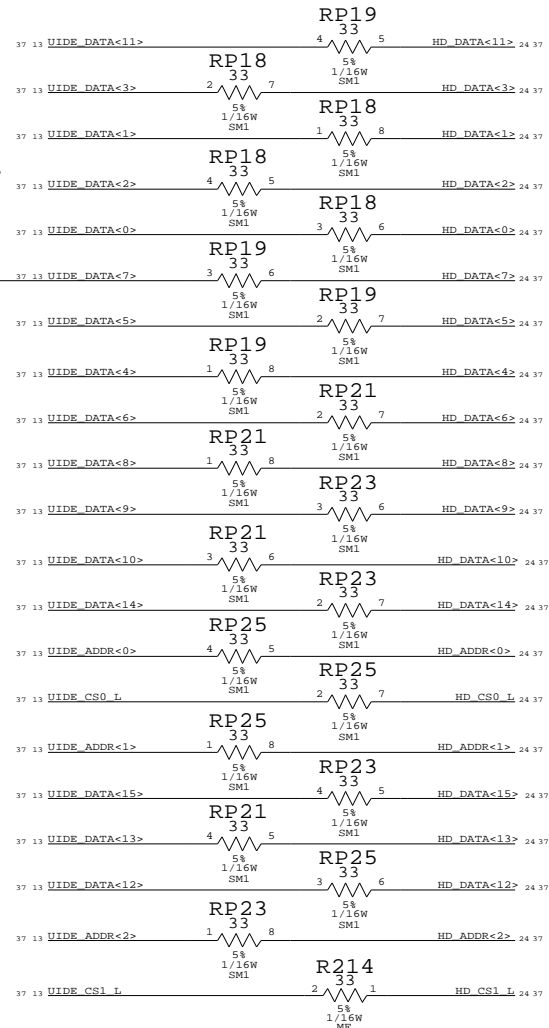 RP19
33
37 13 UIDE_DATA<11> 4 5 HD_DATA<11> 24 37
5%
1/16W
SM1
RP18
33
37 13 UIDE_DATA<3> 2 7 HD_DATA<3> 24 37
5%
1/16W
SM1
RP18
33
37 13 UIDE_DATA<1> 1 8 HD_DATA<1> 24 37
5%
1/16W
SM1
RP18
33
37 13 UIDE_DATA<2> 4 5 HD_DATA<2> 24 37
5%
1/16W
SM1
RP18
33
37 13 UIDE_DATA<0> 3 6 HD_DATA<0> 24 37
5%
1/16W
SM1
RP19
33
37 13 UIDE_DATA<7> 3 6 HD_DATA<7> 24 37
5%
1/16W
SM1
RP19
33
37 13 UIDE_DATA<5> 2 7 HD_DATA<5> 24 37
5%
1/16W
SM1
RP19
33
37 13 UIDE_DATA<4> 1 8 HD_DATA<4> 24 37
5%
1/16W
SM1
RP21
33
37 13 UIDE_DATA<6> 2 7 HD_DATA<6> 24 37
5%
1/16W
SM1
RP21
33
37 13 UIDE_DATA<8> 1 8 HD_DATA<8> 24 37
5%
1/16W
SM1
RP23
33
37 13 UIDE_DATA<9> 3 6 HD_DATA<9> 24 37
5%
1/16W
SM1
RP21
33
37 13 UIDE_DATA<10> 3 6 HD_DATA<10> 24 37
5%
1/16W
SM1
RP23
33
37 13 UIDE_DATA<14> 2 7 HD_DATA<14> 24 37
5%
1/16W
SM1
RP25
33
37 13 UIDE_ADDR<0> 4 5 HD_ADDR<0> 24 37
5%
1/16W
SM1
RP25
33
37 13 UIDE_CS0_L 2 7 HD_CS0_L 24 37
5%
1/16W
SM1
RP25
33
37 13 UIDE_ADDR<1> 1 8 HD_ADDR<1> 24 37
5%
1/16W
SM1
RP23
33
37 13 UIDE_DATA<15> 4 5 HD_DATA<15> 24 37
5%
1/16W
SM1
RP21
33
37 13 UIDE_DATA<13> 4 5 HD_DATA<13> 24 37
5%
1/16W
SM1
RP25
33
37 13 UIDE_DATA<12> 3 6 HD_DATA<12> 24 37
5%
1/16W
SM1
RP23
33
37 13 UIDE_ADDR<2> 1 8 HD_ADDR<2> 24 37
5%
1/16W
SM1
R214
33
37 13 UIDE_CS1_L 2 1 HD_CS1_L 24 37
5%
1/16W
MF